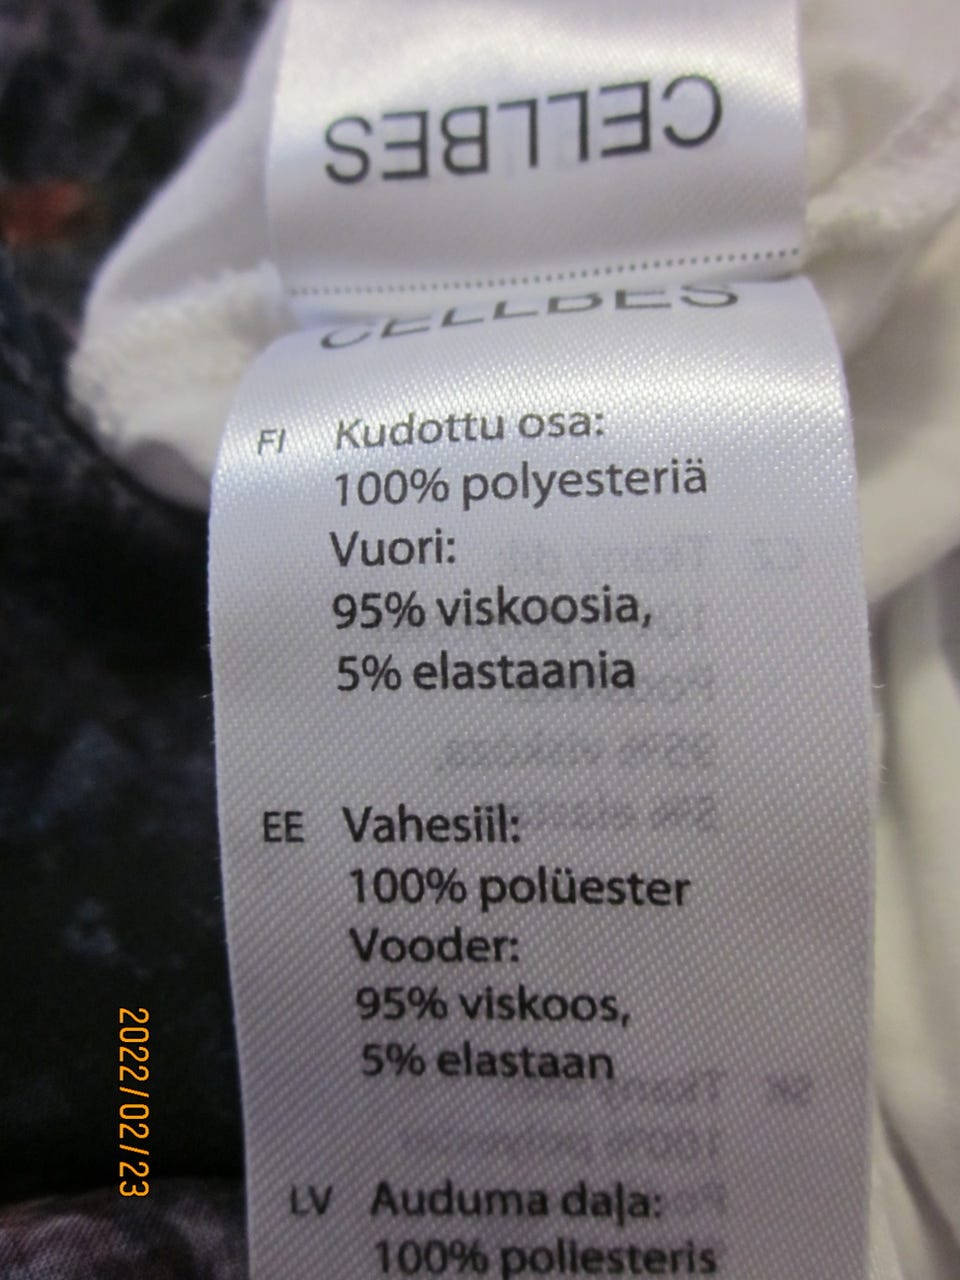 CELLBES
CELLBES
FI Kudottu osa:
100% polyesteriä
Vuori:
95% viskoosia,
5% elastaania
EE Vahesiil:
100% polüester
Vooder:
95% viskoos,
5% elastaan
LV Auduma daļa:
100% poliesteris
2022/02/23